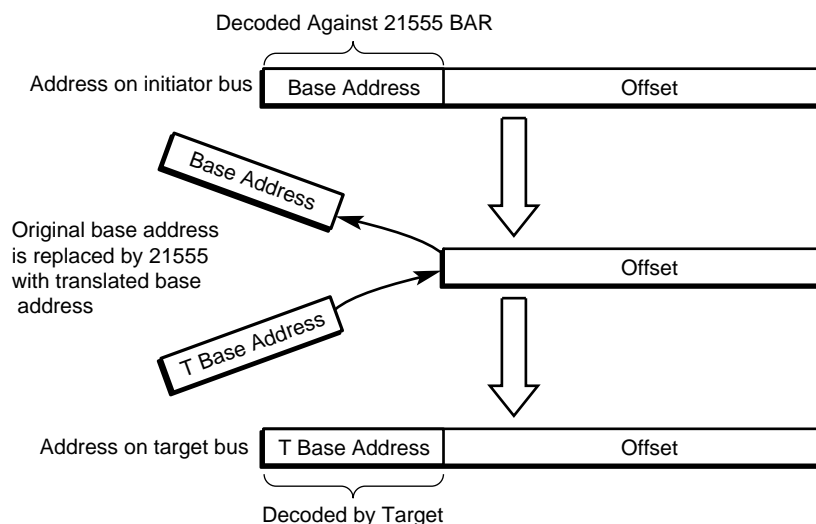 Decoded Against 21555 BAR
Address on initiator bus
Base Address
Offset
Base Address
Original base address
is replaced by 21555
with translated base
address
Offset
T Base Address
Address on target bus
T Base Address
Offset
Decoded by Target